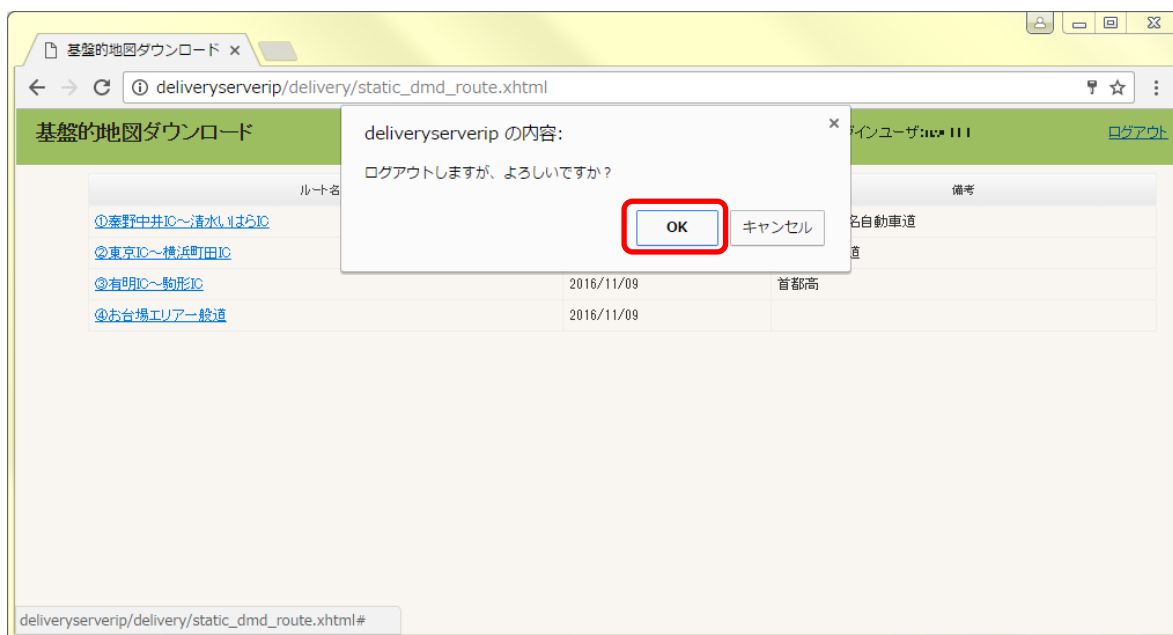 基盤的地図ダウンロード
deliveryserverip/delivery/static_dmd_route.xhtml
基盤的地図ダウンロード
インユーザ:
ログアウト
deliveryserverip の内容:
ログアウトしますが、よろしいですか？
OK
キャンセル
ルート名
備考
①秦野中井IC～清水いはらIC
名自動車道
②東京IC～横浜町田IC
道
③有明IC～駒形IC
2016/11/09
首都高
④お台場エリア一般道
2016/11/09
deliveryserverip/delivery/static_dmd_route.xhtml#